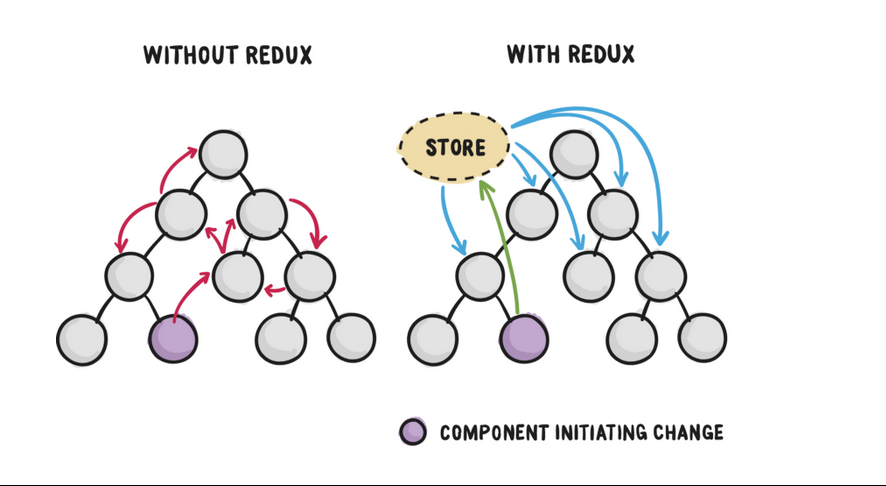 WITHOUT REDUX
WITH REDUX
STORE
COMPONENT INITIATING CHANGE